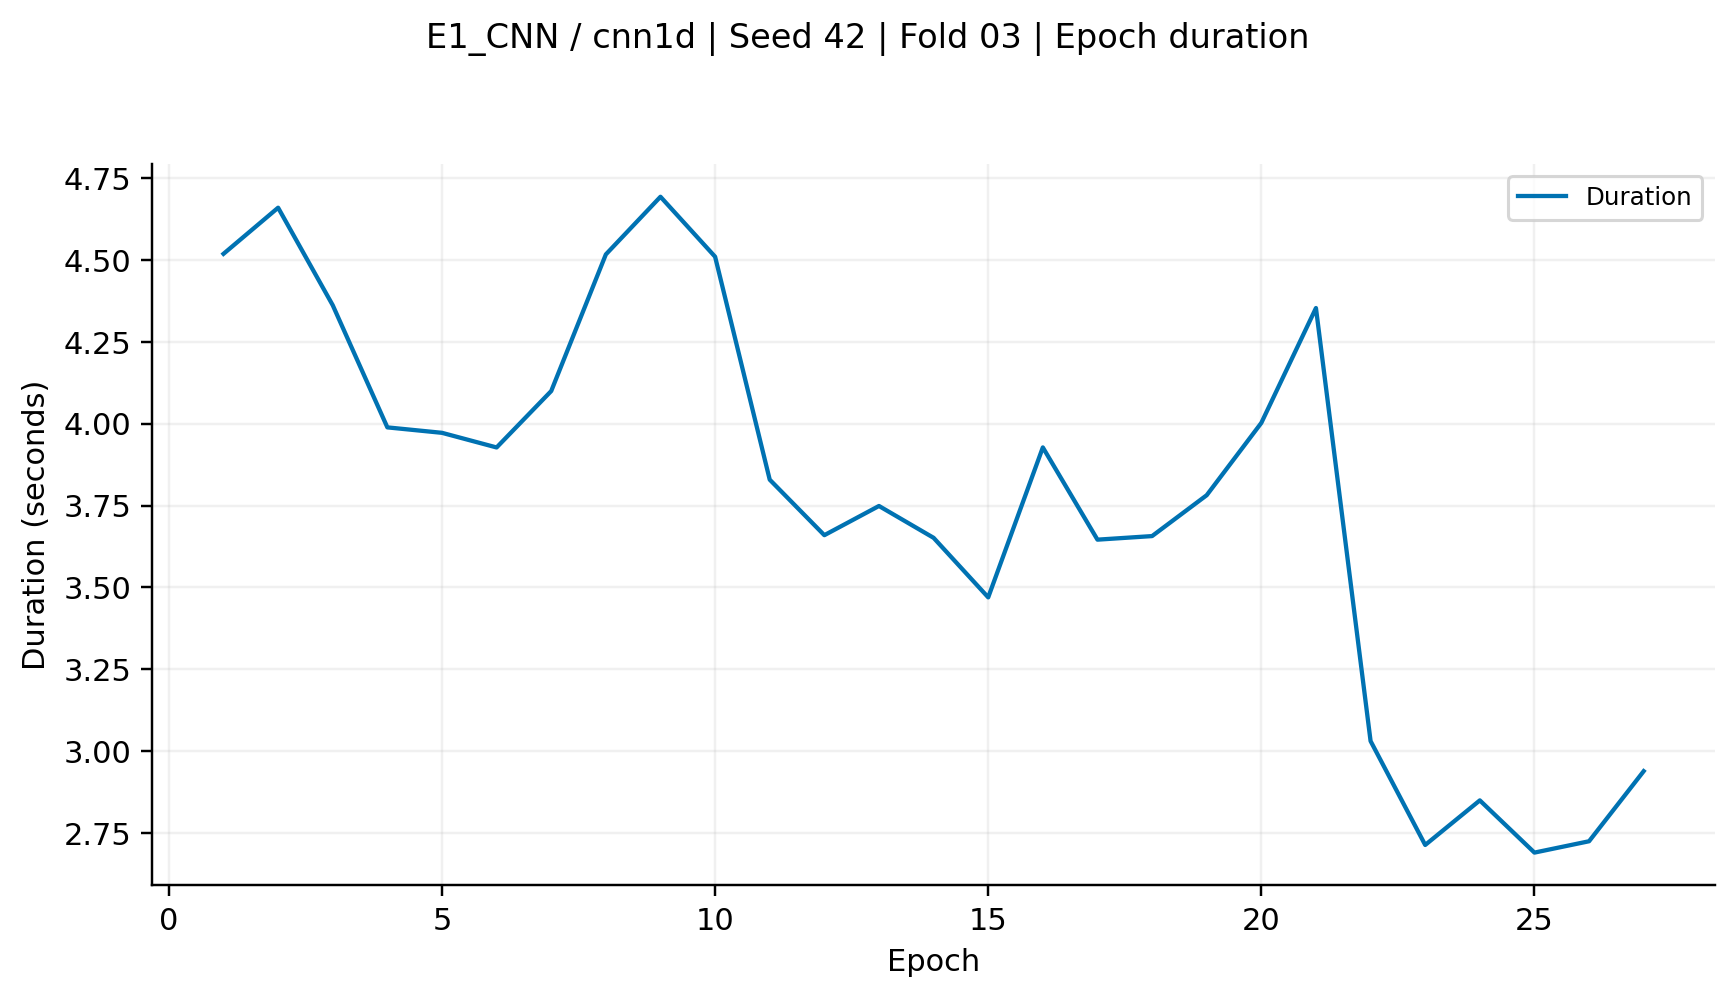 E1_CNN / cnn1d | Seed 42 | Fold 03 | Epoch duration
Duration
4.75
4.50
4.25
4.00
3.75
3.50
3.25
3.00
2.75
Duration (seconds)
0 5 10 15 20 25
Epoch